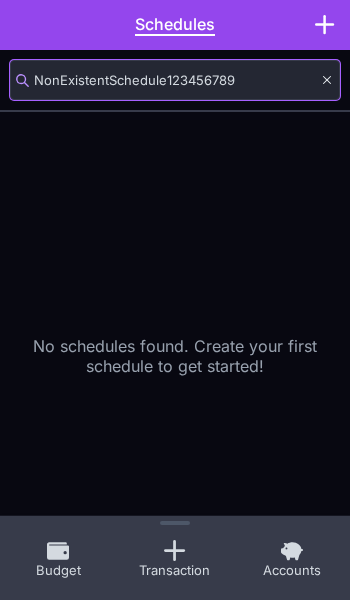 Schedules
NonExistentSchedule123456789
No schedules found. Create your first
schedule to get started!
Budget
Transaction
Accounts